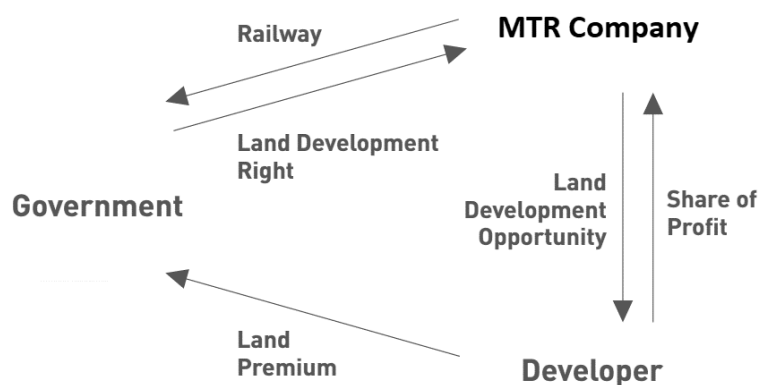 MTR Company
Railway
Land Development
Right
Government
Land
Development
Opportunity
Share of
Profit
Land
Premium
Developer